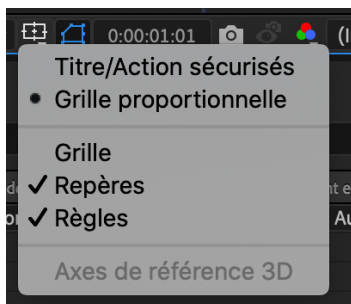 0:00:01:01
Titre/Action sécurisés
Grille proportionnelle
Grille
Repères
Règles
Axes de référence 3D